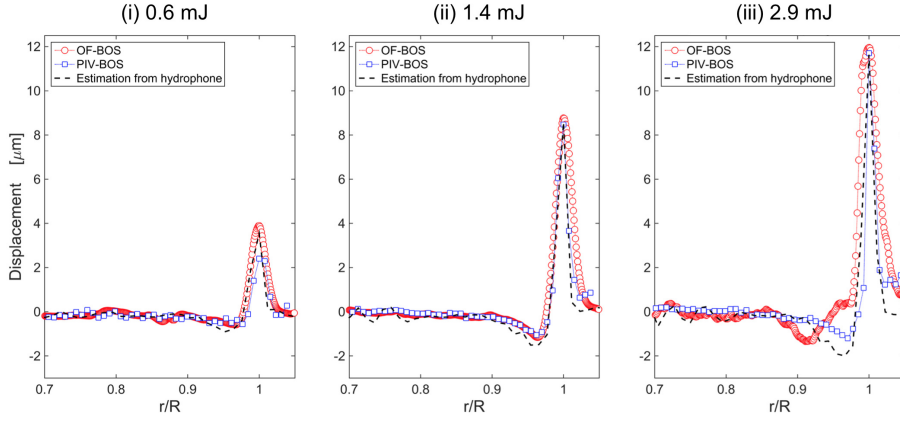 (i) 0.6 mJ
(ii) 1.4 mJ
(iii) 2.9 mJ
OF-BOS
PIV-BOS
Estimation from hydrophone
OF-BOS
PIV-BOS
Estimation from hydrophone
OF-BOS
PIV-BOS
Estimation from hydrophone
Displacement [μm]
12
10
8
6
4
2
0
-2
0.7 0.8 0.9 1
r/R
12
10
8
6
4
2
0
-2
0.7 0.8 0.9 1
r/R
12
10
8
6
4
2
0
-2
0.7 0.8 0.9 1
r/R